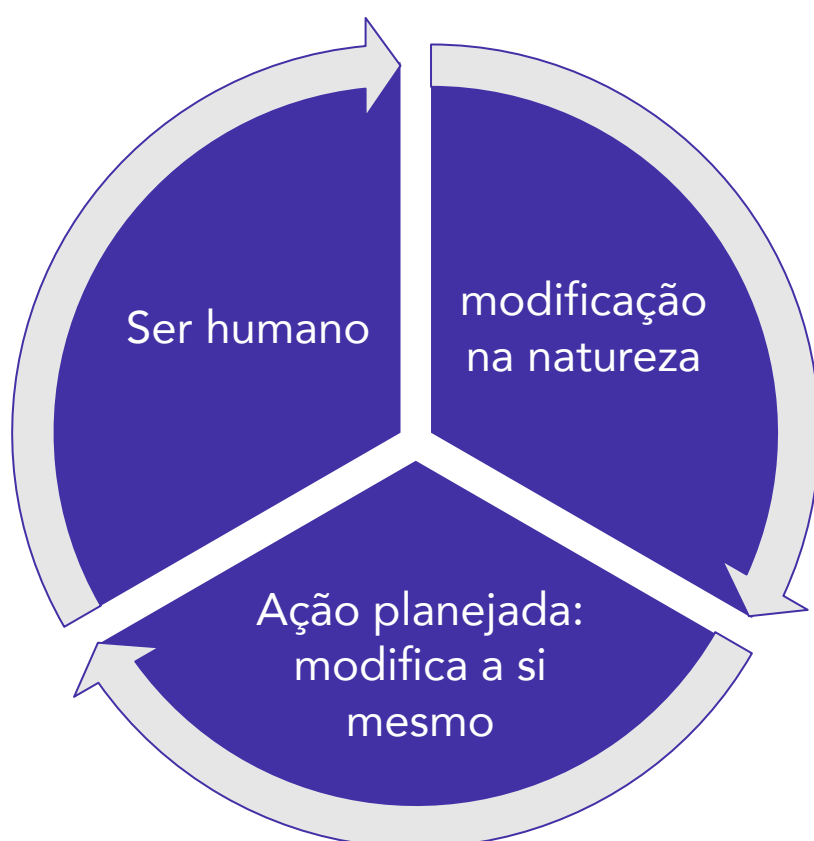 Ser humano
modificação
na natureza
Ação planejada:
modifica a si
mesmo